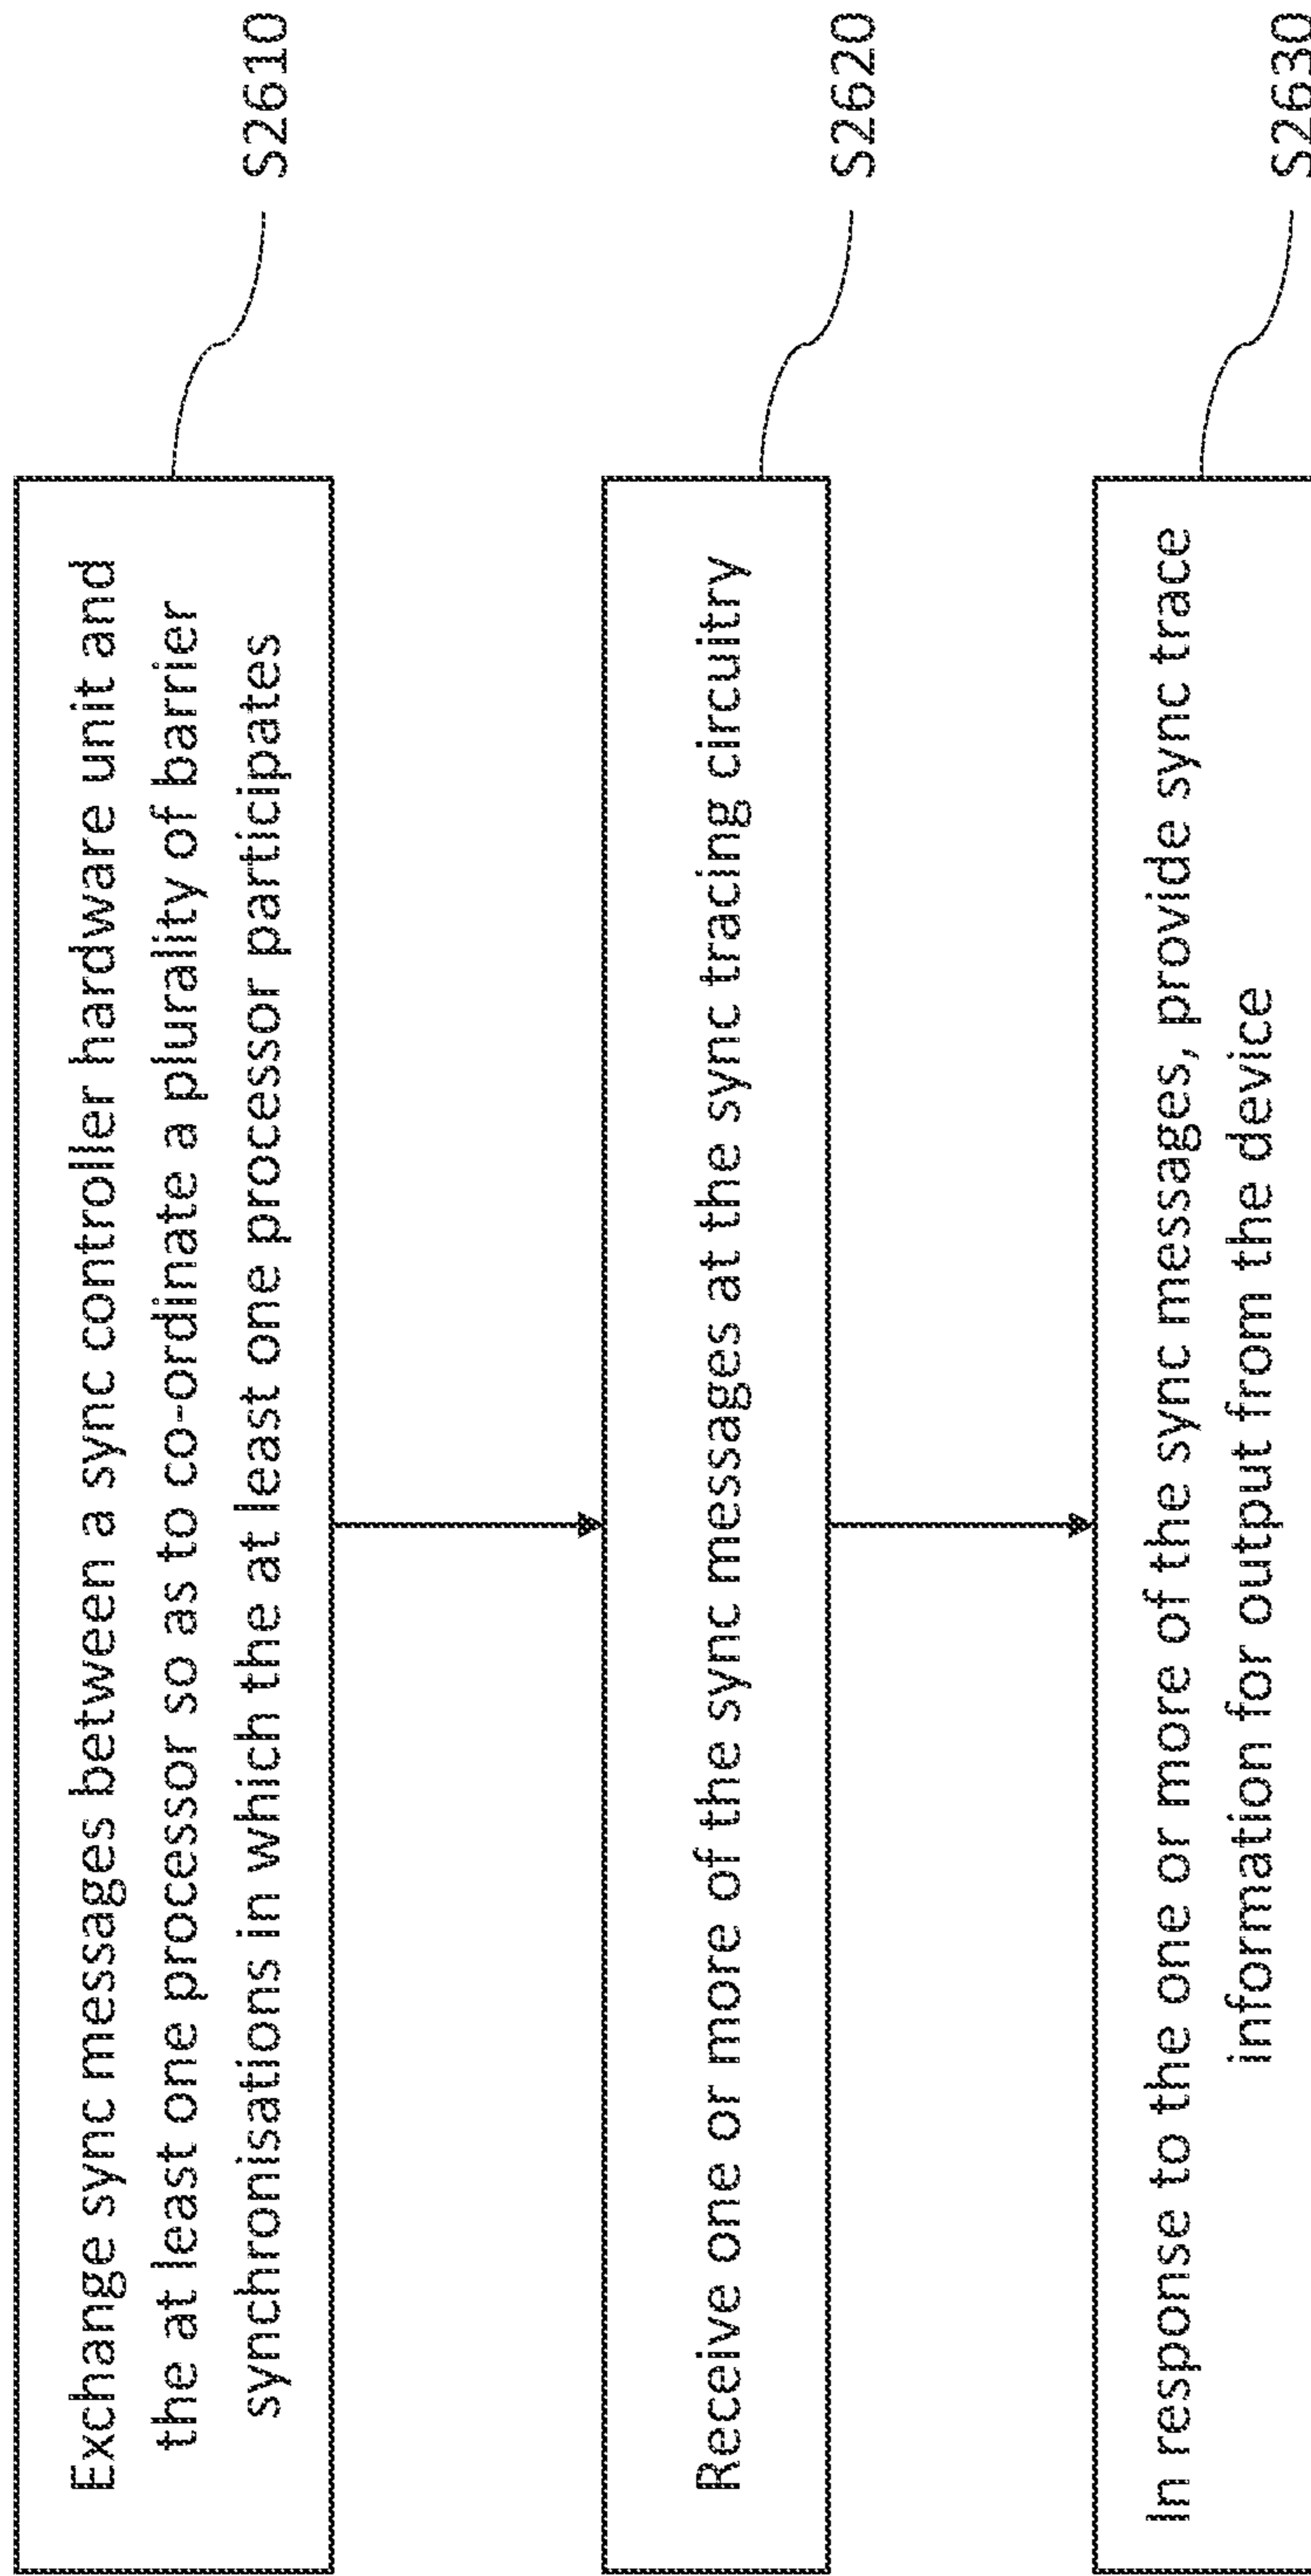 Exchange sync messages between a sync controller hardware unit and
the at least one processor so as to co-ordinate a plurality of barrier
synchronisations in which the at least one processor participates
S2610
Receive one or more of the sync messages at the sync tracing circuitry
S2620
In response to the one or more of the sync messages, provide sync trace
information for output from the device
S2630